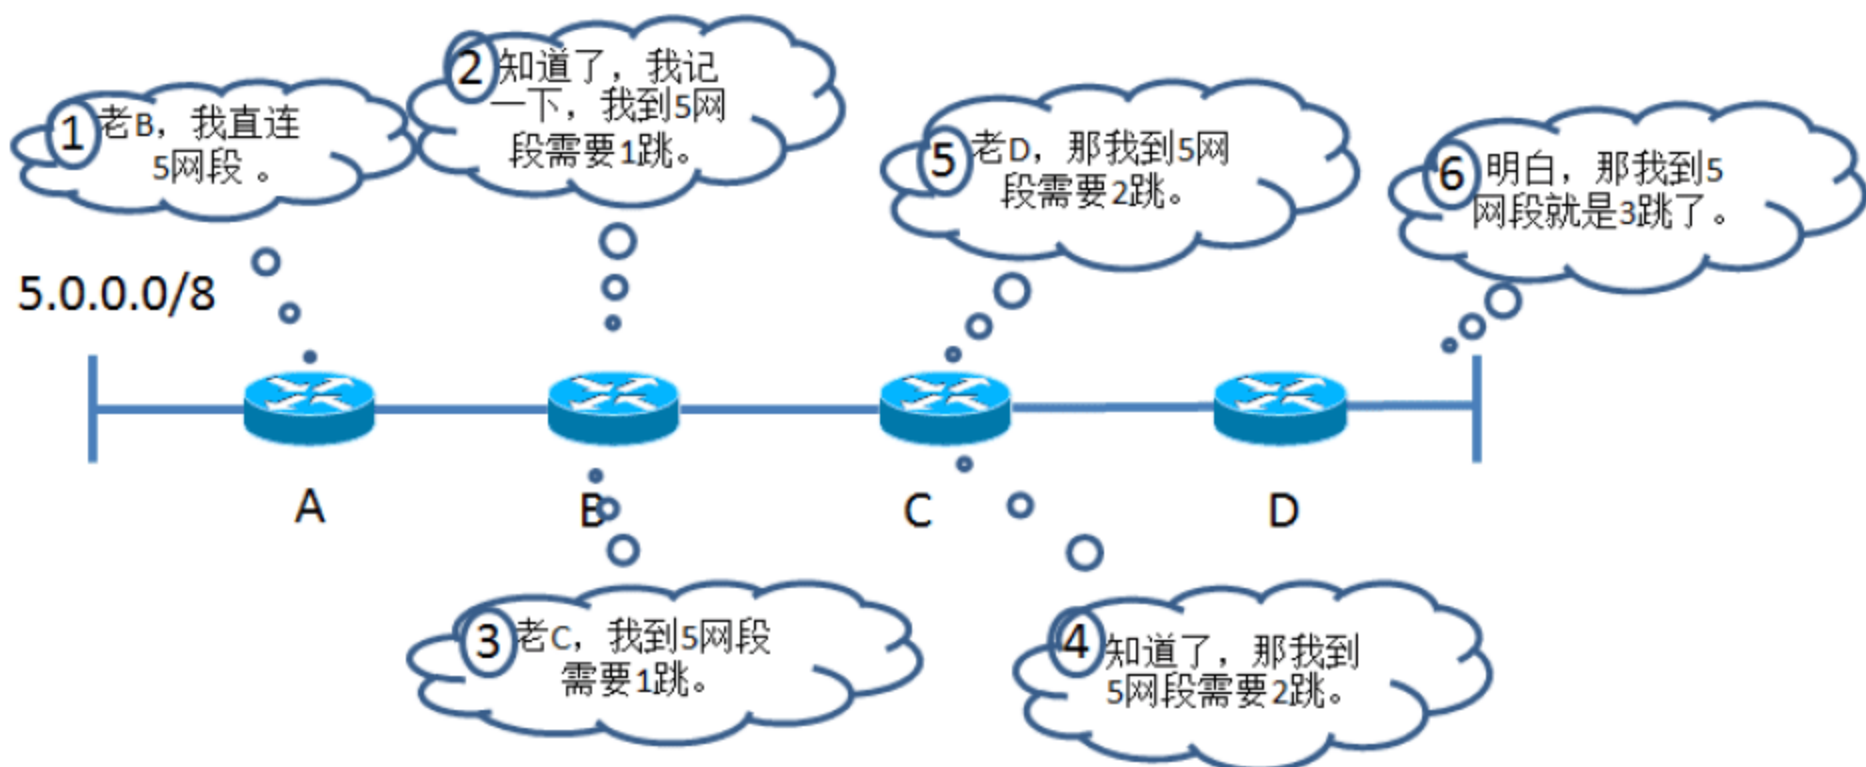 1
老B，我直连
5网段 。
2
知道了，我记
一下，我到5网
段需要1跳。
5
老D，那我到5网
段需要2跳。
6
明白，那我到5
网段就是3跳了。
5.0.0.0/8
A
B
C
D
3
老C，我到5网段
需要1跳。
4
知道了，那我到
5网段需要2跳。